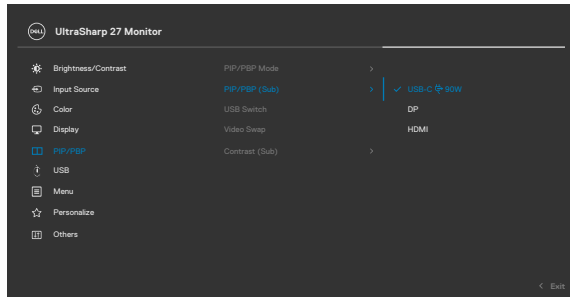 DELL UltraSharp 27 Monitor
Brightness/Contrast PIP/PBP Mode
Input Source PIP/PBP (Sub) USB-C 90W
Color USB Switch DP
Display Video Swap HDMI
PIP/PBP Contrast (Sub)
USB
Menu
Personalize
Others
Exit